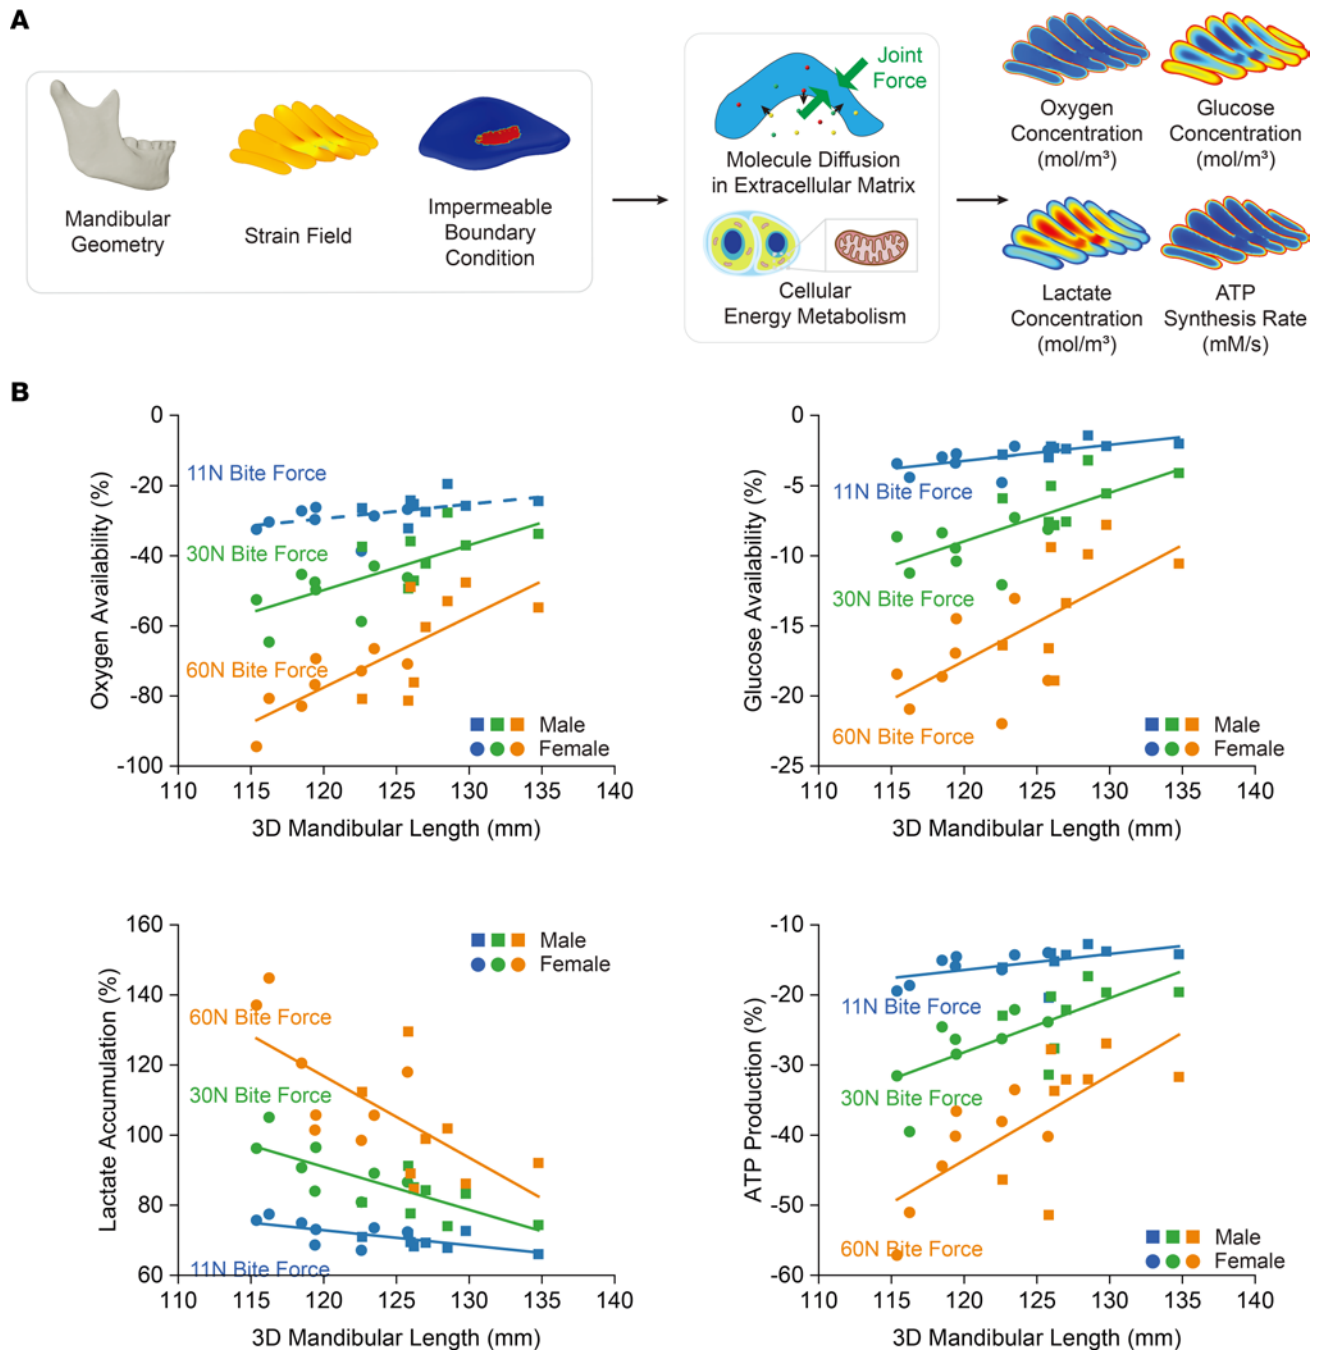 A
Mandibular
Geometry
Strain Field
Impermeable
Boundary
Condition
Joint
Force
Molecule Diffusion
in Extracellular Matrix
Cellular
Energy Metabolism
Oxygen
Concentration
(mol/m³)
Glucose
Concentration
(mol/m³)
Lactate
Concentration
(mol/m³)
ATP
Synthesis Rate
(mM/s)
B
Oxygen Availability (%)
0
-20
-40
-60
-80
-100
11N Bite Force
30N Bite Force
60N Bite Force
Male
Female
110 115 120 125 130 135 140
3D Mandibular Length (mm)
Glucose Availability (%)
0
-5
-10
-15
-20
-25
11N Bite Force
30N Bite Force
60N Bite Force
Male
Female
110 115 120 125 130 135 140
3D Mandibular Length (mm)
Lactate Accumulation (%)
160
140
120
100
80
60
60N Bite Force
30N Bite Force
11N Bite Force
Male
Female
110 115 120 125 130 135 140
3D Mandibular Length (mm)
ATP Production (%)
-10
-20
-30
-40
-50
-60
11N Bite Force
30N Bite Force
60N Bite Force
Male
Female
110 115 120 125 130 135 140
3D Mandibular Length (mm)